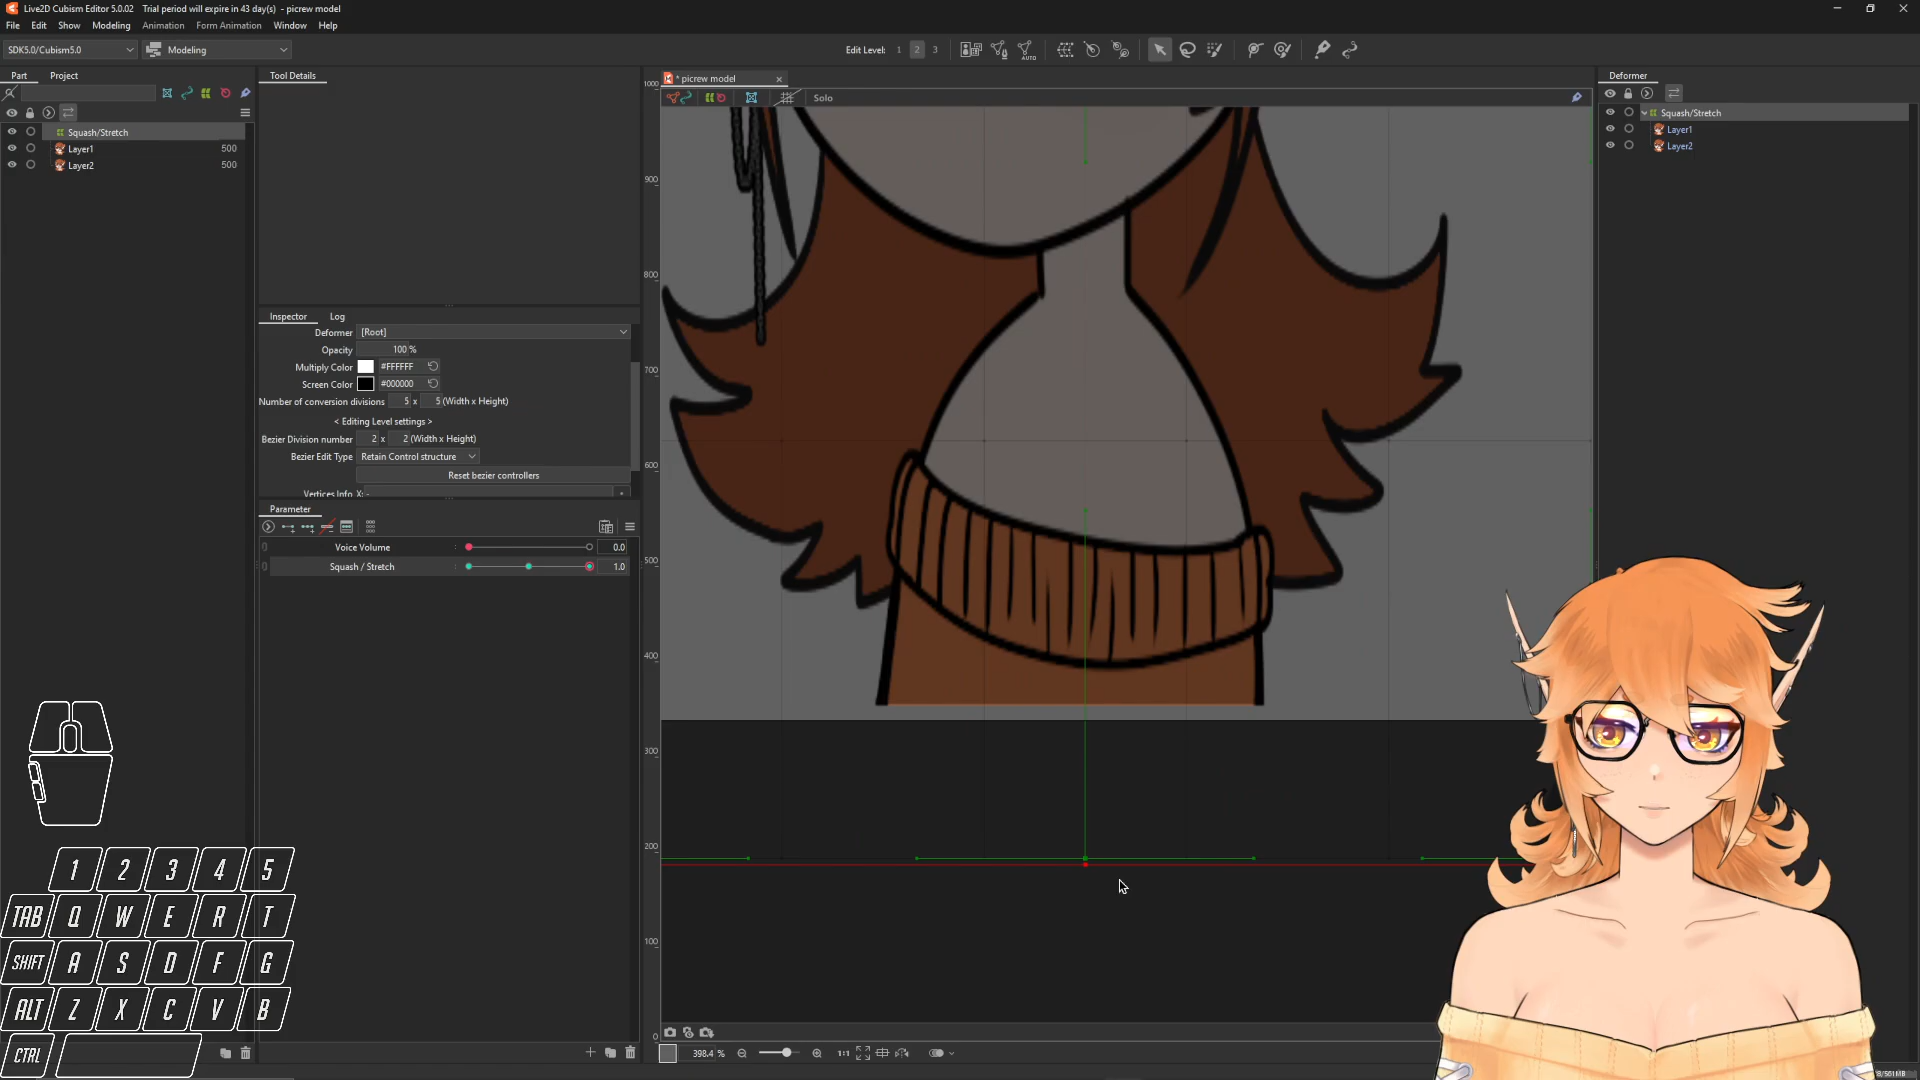 Live2D Cubism Editor 5.0.02 Trial period will expire in 43 day(s) - picrew model
File Edit Show Modeling Animation Form Animation Window Help
SDK5.0/Cubism5.0 Modeling Edit Level: 1 2 3 AUTO
Part Project Tool Details * picrew model Deformer
Solo
Squash/Stretch
Layer1 500
Layer2 500
Squash/Stretch
Layer1
Layer2
Inspector Log
Deformer [Root]
Opacity 100 %
Multiply Color #FFFFFF
Screen Color #000000
Number of conversion divisions 5 x 5 (Width x Height)
< Editing Level settings >
Bezier Division number 2 x 2 (Width x Height)
Bezier Edit Type Retain Control structure
Reset bezier controllers
Vertices Info X: -
Parameter
Voice Volume : 0.0
Squash / Stretch : 1.0
1000
900
800
700
600
500
400
300
200
100
0
1 2 3 4 5
TAB Q W E R T
SHIFT A S D F G
ALT Z X C V B
CTRL
398.4 % 1:1